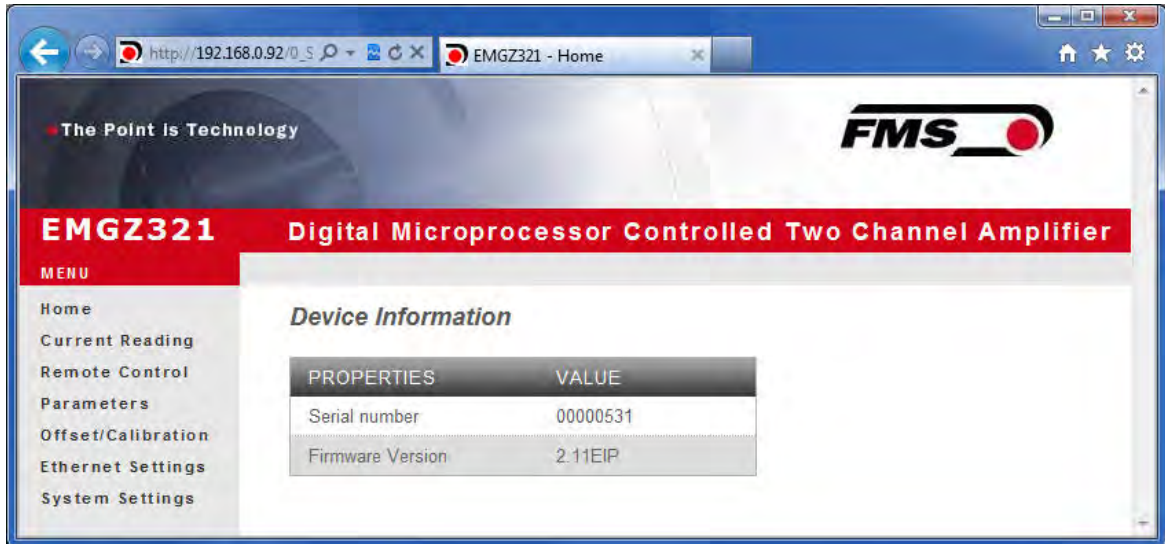 http://192.168.0.92/0_S
EMGZ321 - Home
The Point is Technology
FMS
EMGZ321
Digital Microprocessor Controlled Two Channel Amplifier
MENU
Home
Current Reading
Remote Control
Parameters
Offset/Calibration
Ethernet Settings
System Settings
Device Information
PROPERTIES VALUE
Serial number 00000531
Firmware Version 2.11EIP